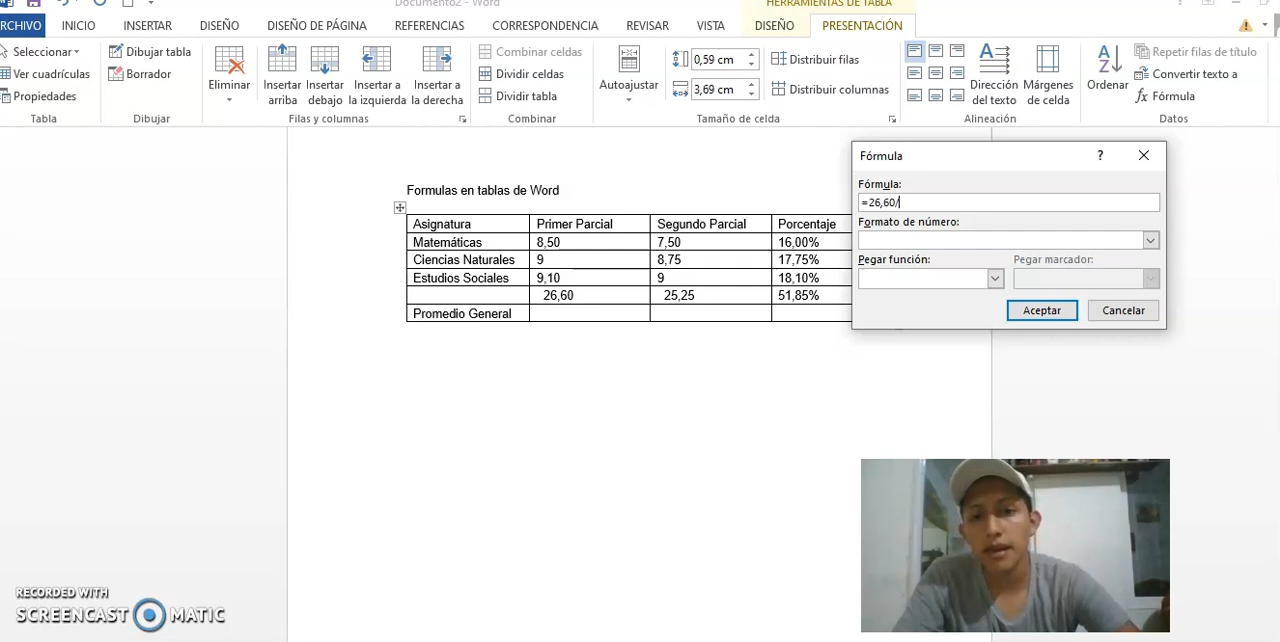 Documento2 - Word
HERRAMIENTAS DE TABLA
RCHIVO INICIO INSERTAR DISEÑO DISEÑO DE PÁGINA REFERENCIAS CORRESPONDENCIA REVISAR VISTA DISEÑO PRESENTACIÓN
Seleccionar
Ver cuadrículas
Propiedades
Tabla
Dibujar tabla
Borrador
Dibujar
Eliminar
Insertar arriba
Insertar debajo
Insertar a la izquierda
Insertar a la derecha
Filas y columnas
Combinar celdas
Dividir celdas
Dividir tabla
Combinar
Autoajustar
0,59 cm
3,69 cm
Distribuir filas
Distribuir columnas
Tamaño de celda
Dirección del texto
Márgenes de celda
Alineación
Ordenar
Repetir filas de título
Convertir texto a
fx Fórmula
Datos
Formulas en tablas de Word
Asignatura Primer Parcial Segundo Parcial Porcentaje
Matemáticas 8,50 7,50 16,00%
Ciencias Naturales 9 8,75 17,75%
Estudios Sociales 9,10 9 18,10%
26,60 25,25 51,85%
Promedio General
Fórmula ?
Fórmula:
=26,60/
Formato de número:
Pegar función: Pegar marcador:
Aceptar Cancelar
RECORDED WITH
SCREENCAST MATIC